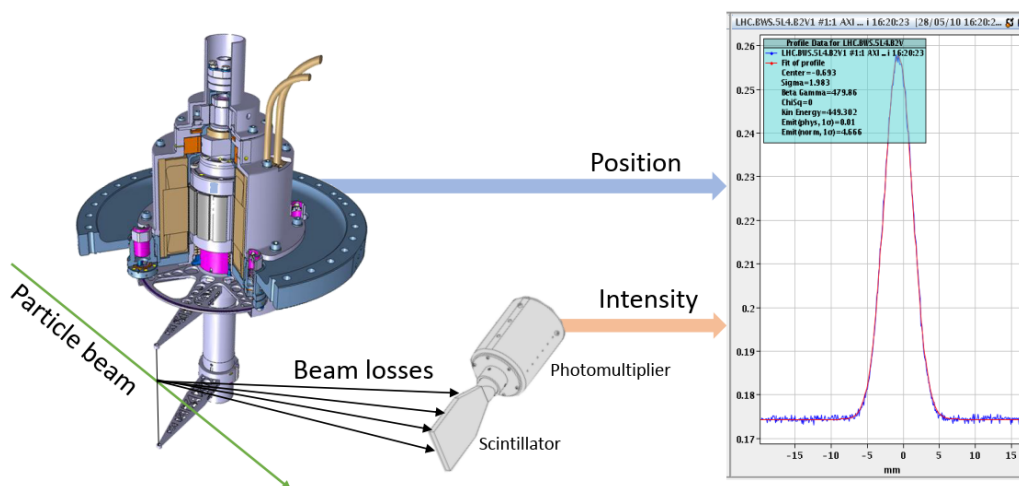 LHC.BWS.5L4.B2V1 #1:1 AXI ... i 16:20:23 |28/05/10 16:20:2...
Profile Data for LHC.BWS.5L4.B2V
LHC.BWS.5L4.B2V1 #1:1 AXI ... i 16:20:23
Fit of profile
Center=-0.693
Sigma=1.983
Beta Gamma=479.86
ChiSq=0
Kin Energy=449.302
Emit(phys, 1σ)=0.01
Emit(norm, 1σ)=4.666
0.26
0.25
0.24
0.23
0.22
0.21
0.2
0.19
0.18
0.17
-15
-10
-5
0
5
10
15
mm
Position
Intensity
Particle beam
Beam losses
Photomultiplier
Scintillator